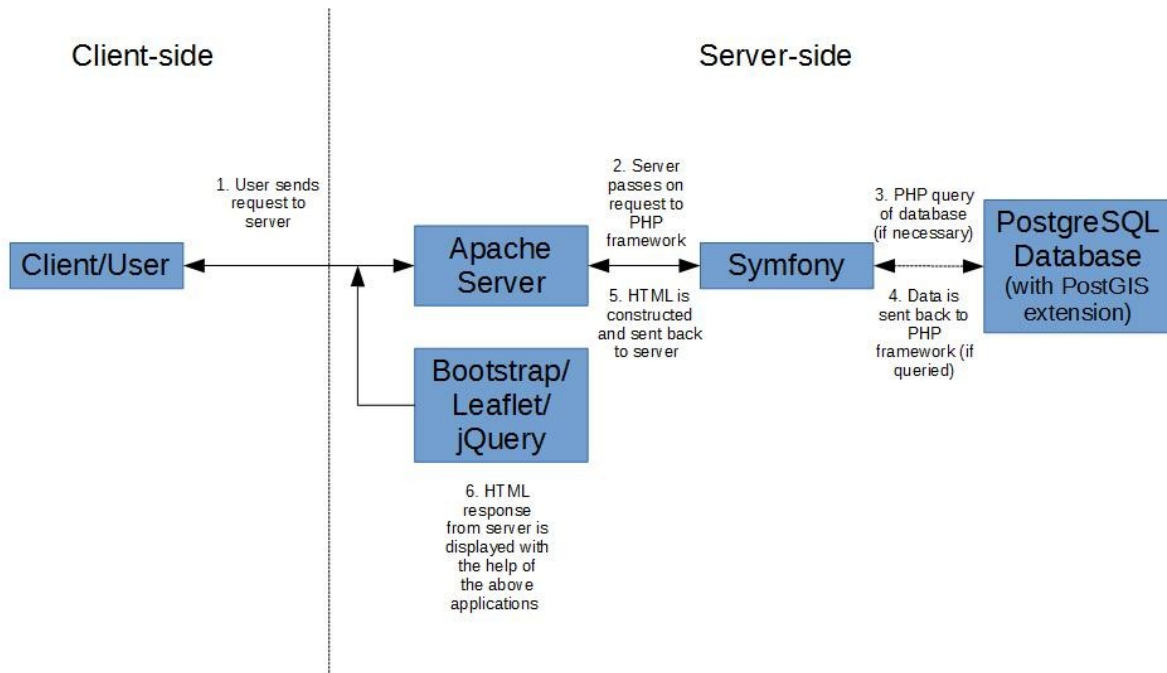 Client-side
Server-side
1. User sends
request to
server
2. Server
passes on
request to
PHP
framework
3. PHP query
of database
(if necessary)
Client/User
Apache
Server
Symfony
PostgreSQL
Database
(with PostGIS
extension)
5. HTML is
constructed
and sent back
to server
4. Data is
sent back to
PHP
framework (if
queried)
Bootstrap/
Leaflet/
jQuery
6. HTML
response
from server is
displayed with
the help of
the above
applications